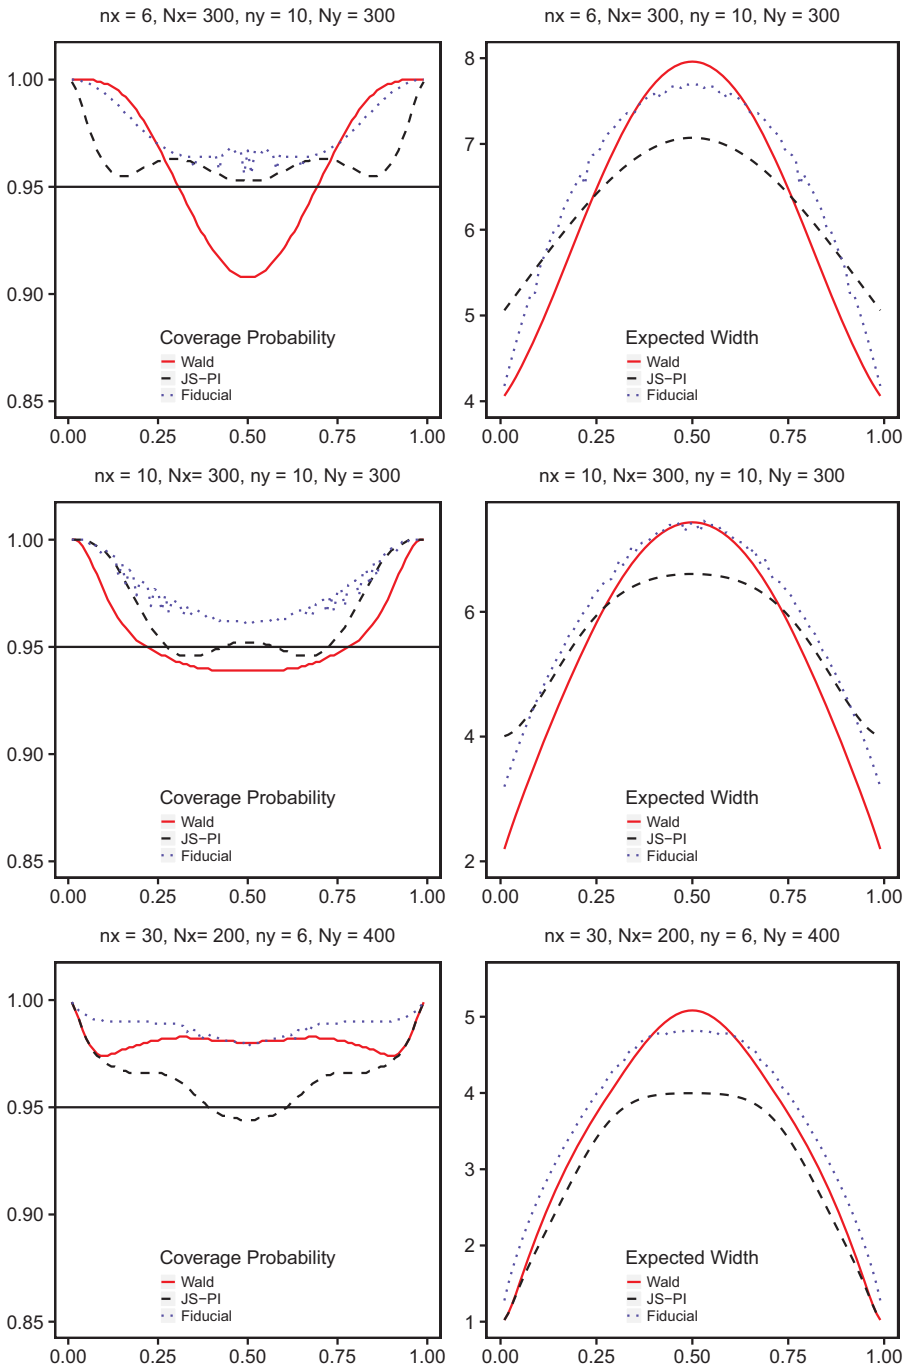 nx = 6, Nx= 300, ny = 10, Ny = 300
1.00
0.95
0.90
0.85
Coverage Probability
Wald
JS−PI
Fiducial
0.00 0.25 0.50 0.75 1.00
nx = 6, Nx= 300, ny = 10, Ny = 300
8
7
6
5
4
Expected Width
Wald
JS−PI
Fiducial
0.00 0.25 0.50 0.75 1.00
nx = 10, Nx= 300, ny = 10, Ny = 300
1.00
0.95
0.90
0.85
Coverage Probability
Wald
JS−PI
Fiducial
0.00 0.25 0.50 0.75 1.00
nx = 10, Nx= 300, ny = 10, Ny = 300
6
4
2
Expected Width
Wald
JS−PI
Fiducial
0.00 0.25 0.50 0.75 1.00
nx = 30, Nx= 200, ny = 6, Ny = 400
1.00
0.95
0.90
0.85
Coverage Probability
Wald
JS−PI
Fiducial
0.00 0.25 0.50 0.75 1.00
nx = 30, Nx= 200, ny = 6, Ny = 400
5
4
3
2
1
Expected Width
Wald
JS−PI
Fiducial
0.00 0.25 0.50 0.75 1.00